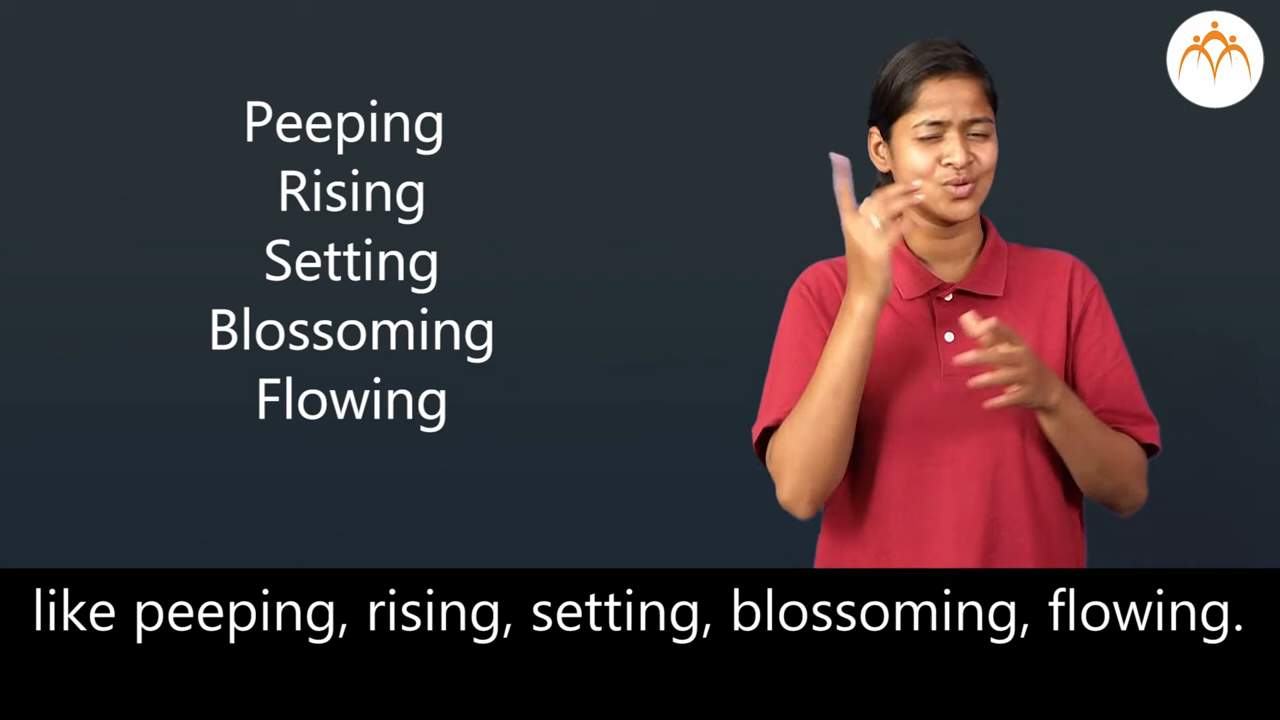 Peeping
Rising
Setting
Blossoming
Flowing
like peeping, rising, setting, blossoming, flowing.